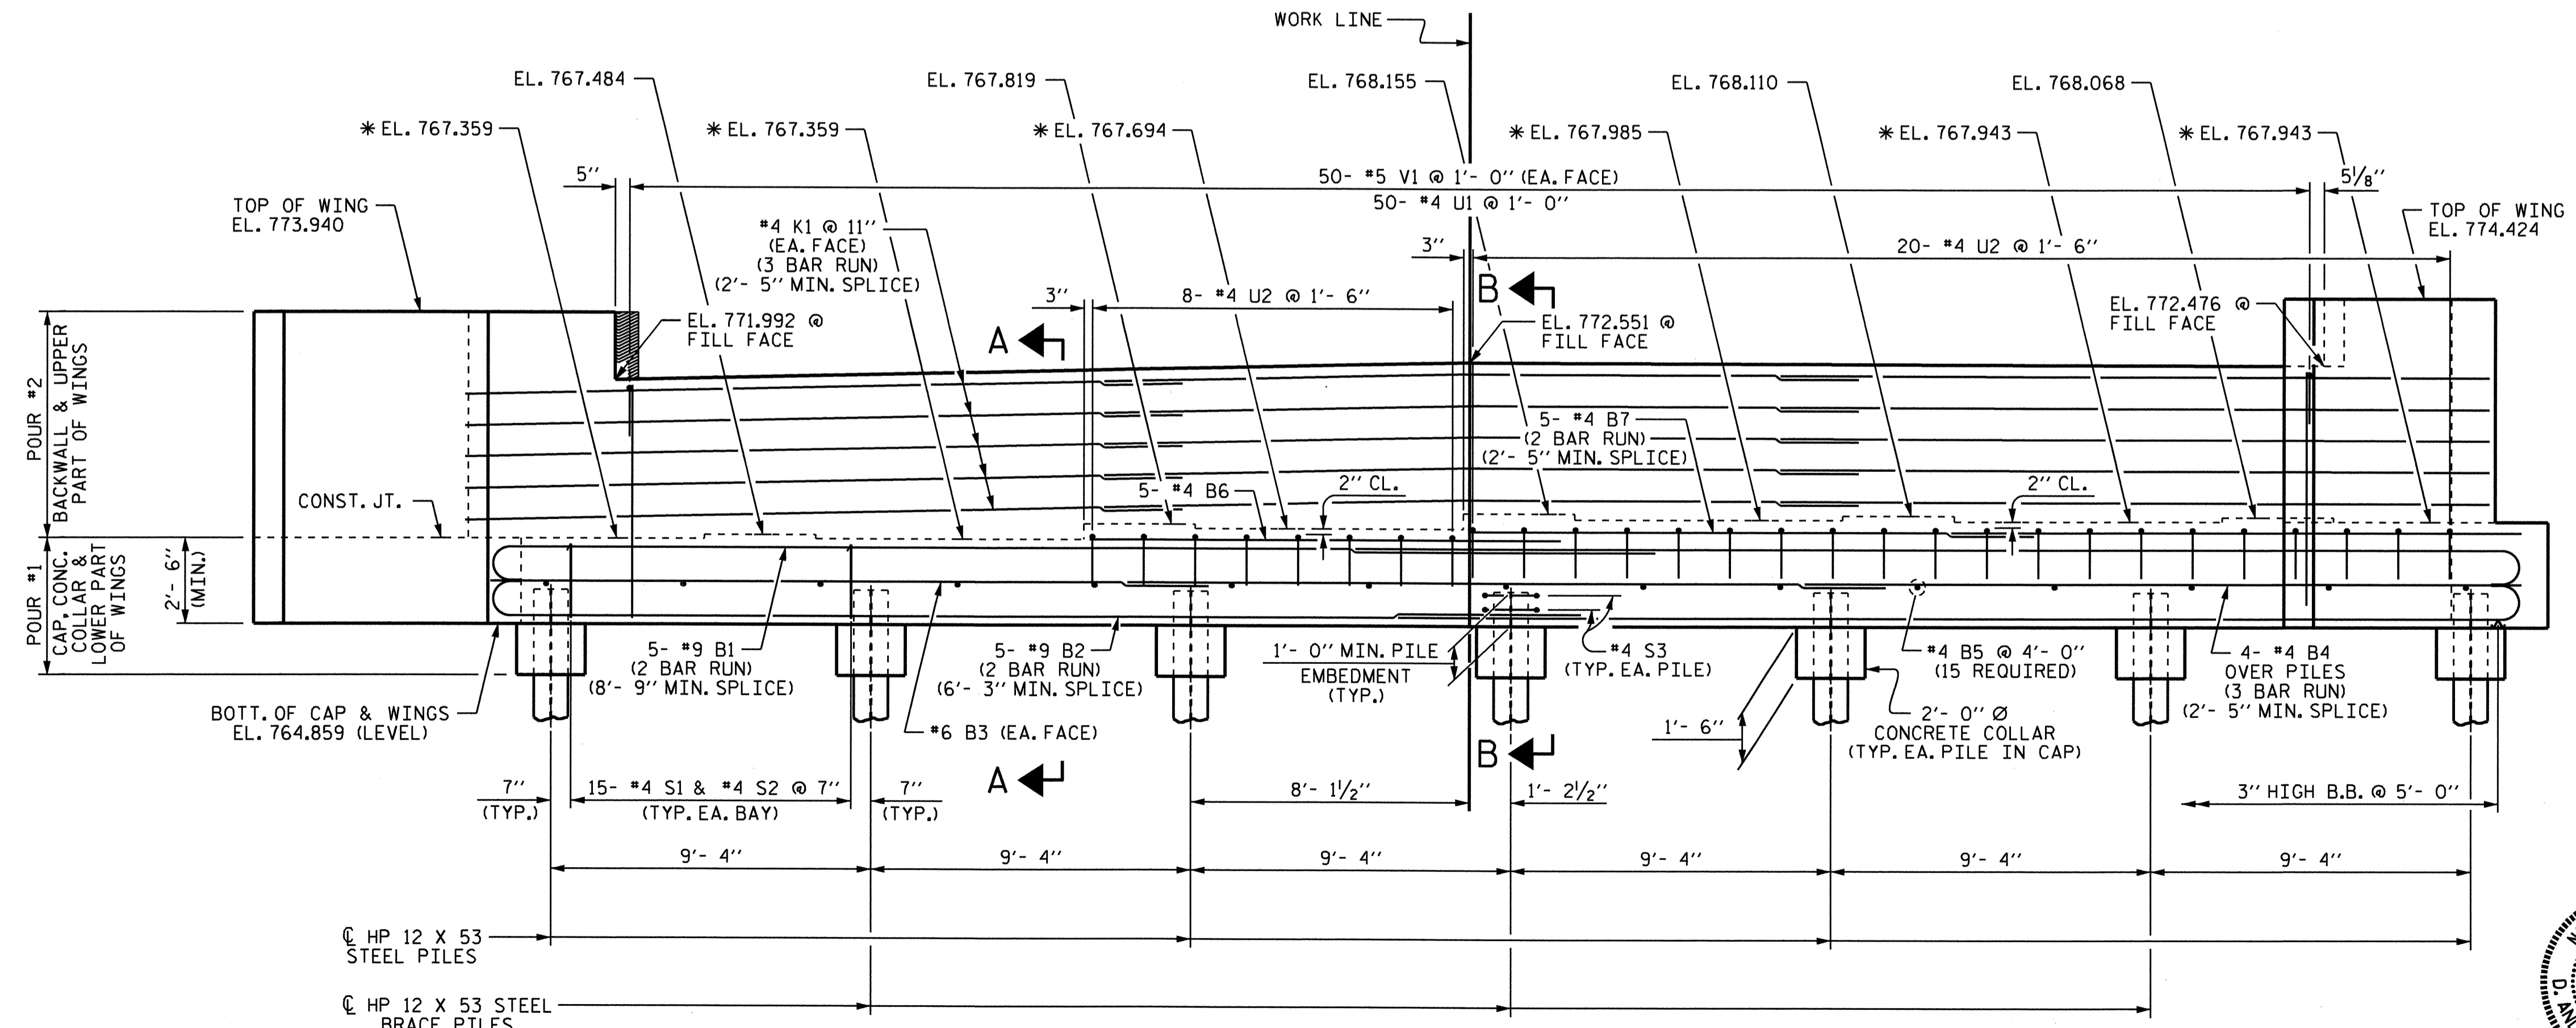 WORK LINE
EL. 767.484
EL. 767.819
EL. 768.155
EL. 768.110
EL. 768.068
* EL. 767.359
* EL. 767.359
* EL. 767.694
* EL. 767.985
* EL. 767.943
* EL. 767.943
5"
50- #5 V1 @ 1'- 0" (EA. FACE)
50- #4 U1 @ 1'- 0"
5 1/8"
TOP OF WING
EL. 773.940
#4 K1 @ 11"
(EA. FACE)
(3 BAR RUN)
(2'- 5" MIN. SPLICE)
3"
20- #4 U2 @ 1'- 6"
TOP OF WING
EL. 774.424
3"
8- #4 U2 @ 1'- 6"
B
A
EL. 771.992 @
FILL FACE
EL. 772.551 @
FILL FACE
EL. 772.476 @
FILL FACE
POUR #2
BACKWALL & UPPER
PART OF WINGS
5- #4 B7
(2 BAR RUN)
(2'- 5" MIN. SPLICE)
CONST. JT.
5- #4 B6
2" CL.
2" CL.
POUR #1
CAP, CONC.
COLLAR &
LOWER PART
OF WINGS
2'- 6"
(MIN.)
5- #9 B1
(2 BAR RUN)
(8'- 9" MIN. SPLICE)
5- #9 B2
(2 BAR RUN)
(6'- 3" MIN. SPLICE)
1'- 0" MIN. PILE
EMBEDMENT
(TYP.)
#4 S3
(TYP. EA. PILE)
#4 B5 @ 4'- 0"
(15 REQUIRED)
4- #4 B4
OVER PILES
(3 BAR RUN)
(2'- 5" MIN. SPLICE)
BOTT. OF CAP & WINGS
EL. 764.859 (LEVEL)
#6 B3 (EA. FACE)
1'- 6"
2'- 0" Ø
CONCRETE COLLAR
(TYP. EA. PILE IN CAP)
A
B
7"
(TYP.)
15- #4 S1 & #4 S2 @ 7"
(TYP. EA. BAY)
7"
(TYP.)
8'- 1 1/2"
1'- 2 1/2"
3" HIGH B.B. @ 5'- 0"
9'- 4"
9'- 4"
9'- 4"
9'- 4"
9'- 4"
9'- 4"
℄ HP 12 X 53
STEEL PILES
℄ HP 12 X 53 STEEL
BRACE PILES